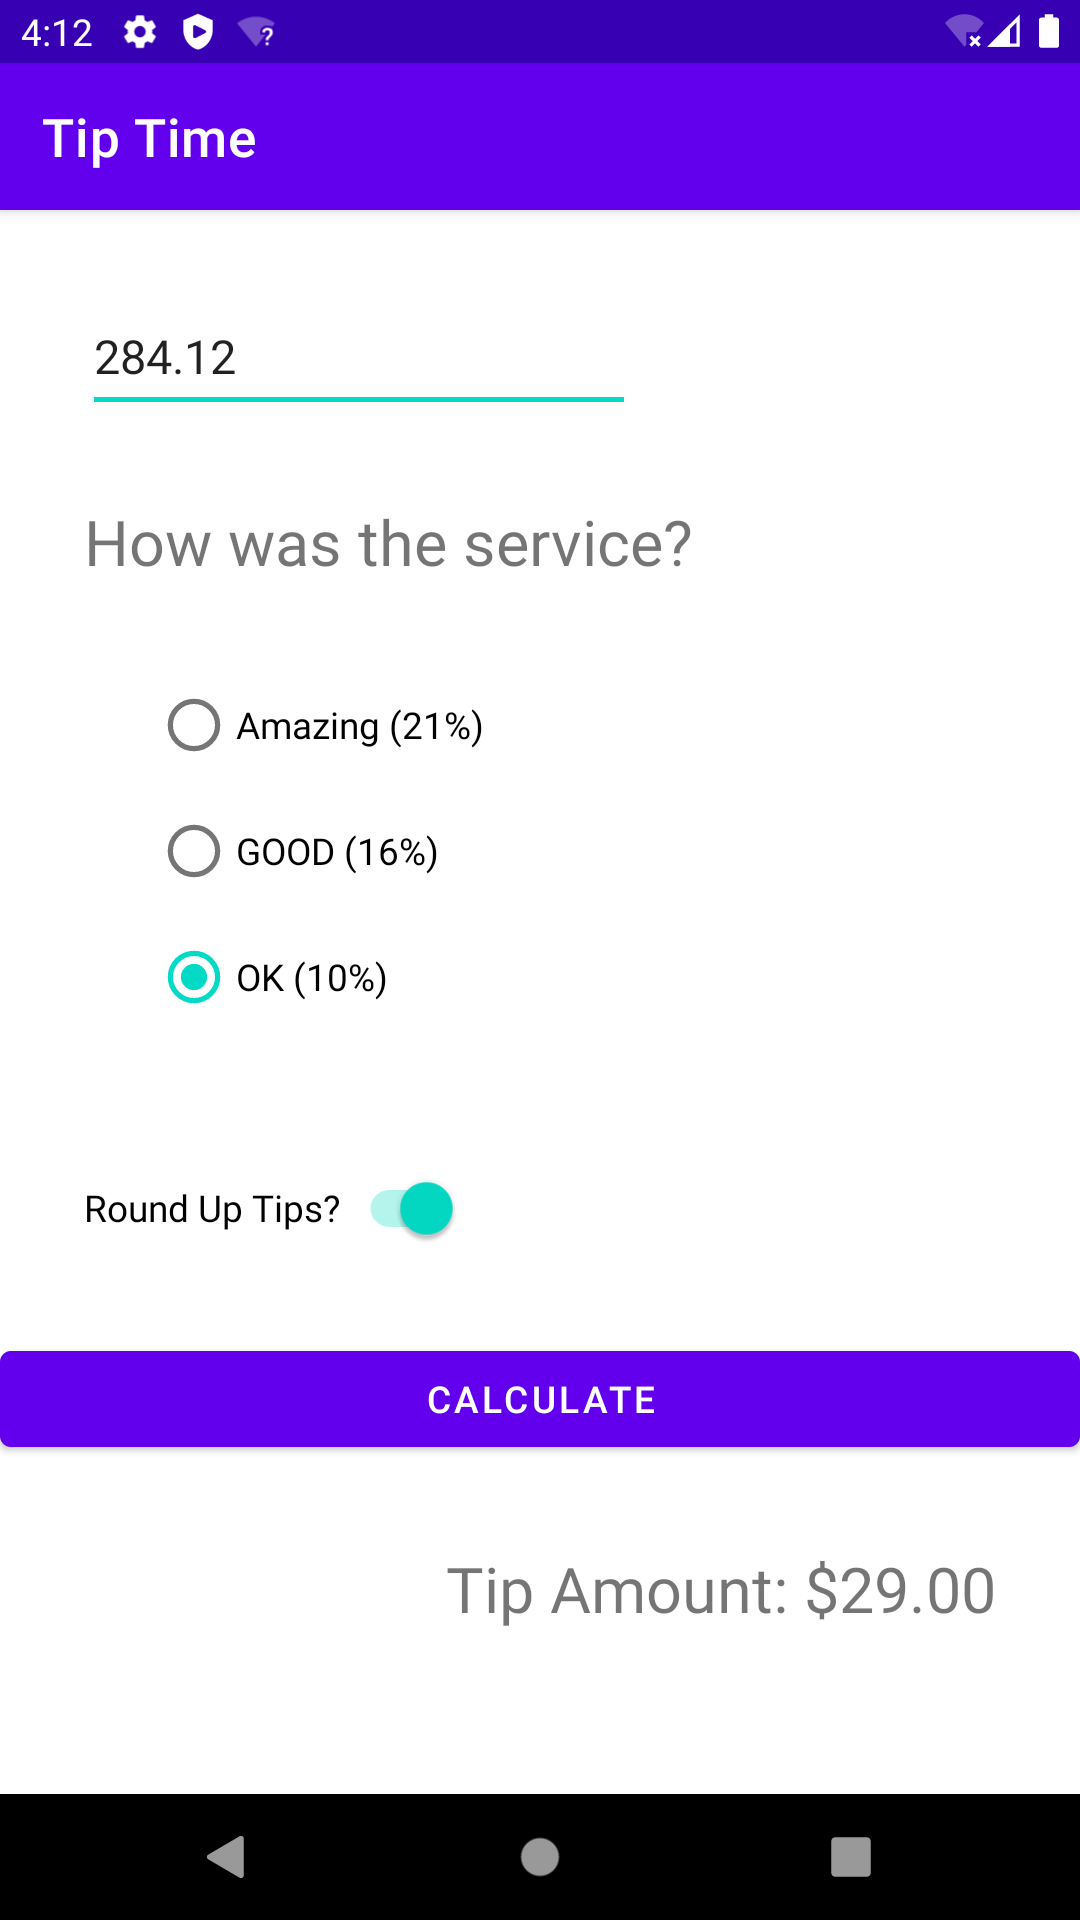 4:12
Tip Time
284.12
How was the service?
Amazing (21%)
GOOD (16%)
OK (10%)
Round Up Tips?
CALCULATE
Tip Amount: $29.00